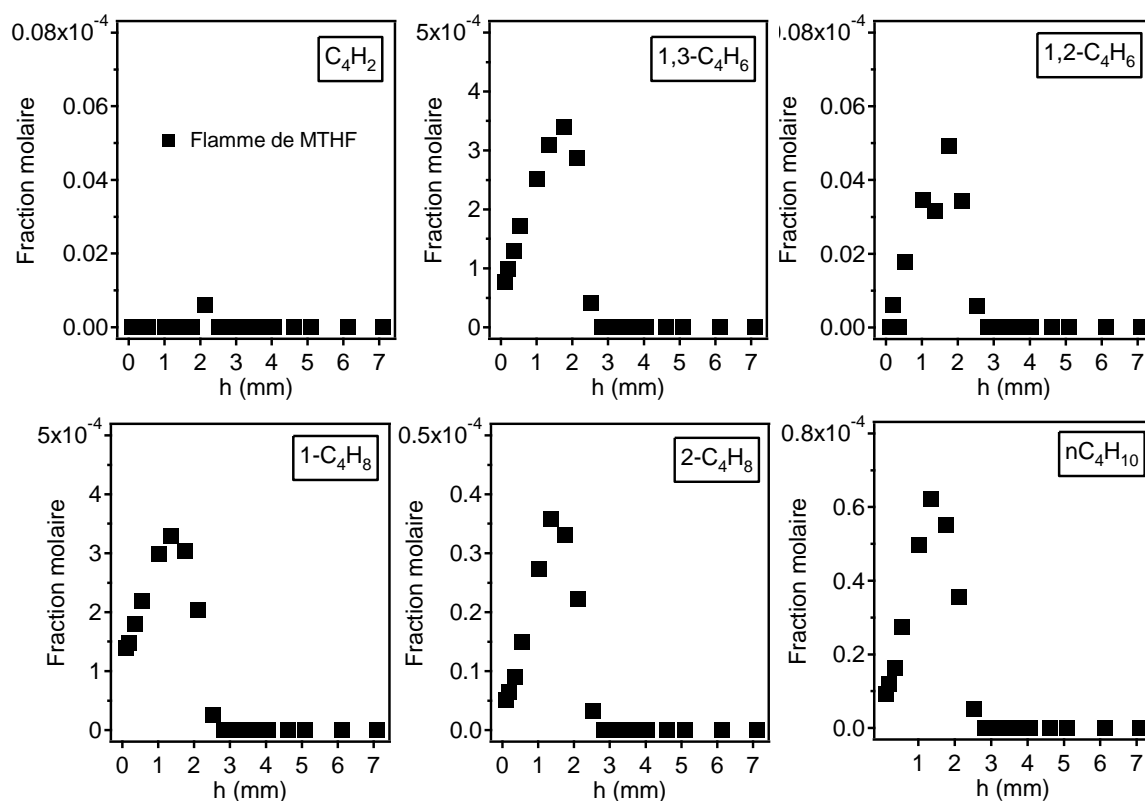 0.08x10⁻⁴
0.06
0.04
0.02
0.00
Fraction molaire
C₄H₂
Flamme de MTHF
0 1 2 3 4 5 6 7
h (mm)
5x10⁻⁴
4
3
2
1
0
Fraction molaire
1,3-C₄H₆
0 1 2 3 4 5 6 7
h (mm)
0.08x10⁻⁴
0.06
0.04
0.02
0.00
Fraction molaire
1,2-C₄H₆
0 1 2 3 4 5 6 7
h (mm)
5x10⁻⁴
4
3
2
1
0
Fraction molaire
1-C₄H₈
0 1 2 3 4 5 6 7
h (mm)
0.5x10⁻⁴
0.4
0.3
0.2
0.1
0
Fraction molaire
2-C₄H₈
0 1 2 3 4 5 6 7
h (mm)
0.8x10⁻⁴
0.6
0.4
0.2
0.0
Fraction molaire
nC₄H₁₀
1 2 3 4 5 6 7
h (mm)